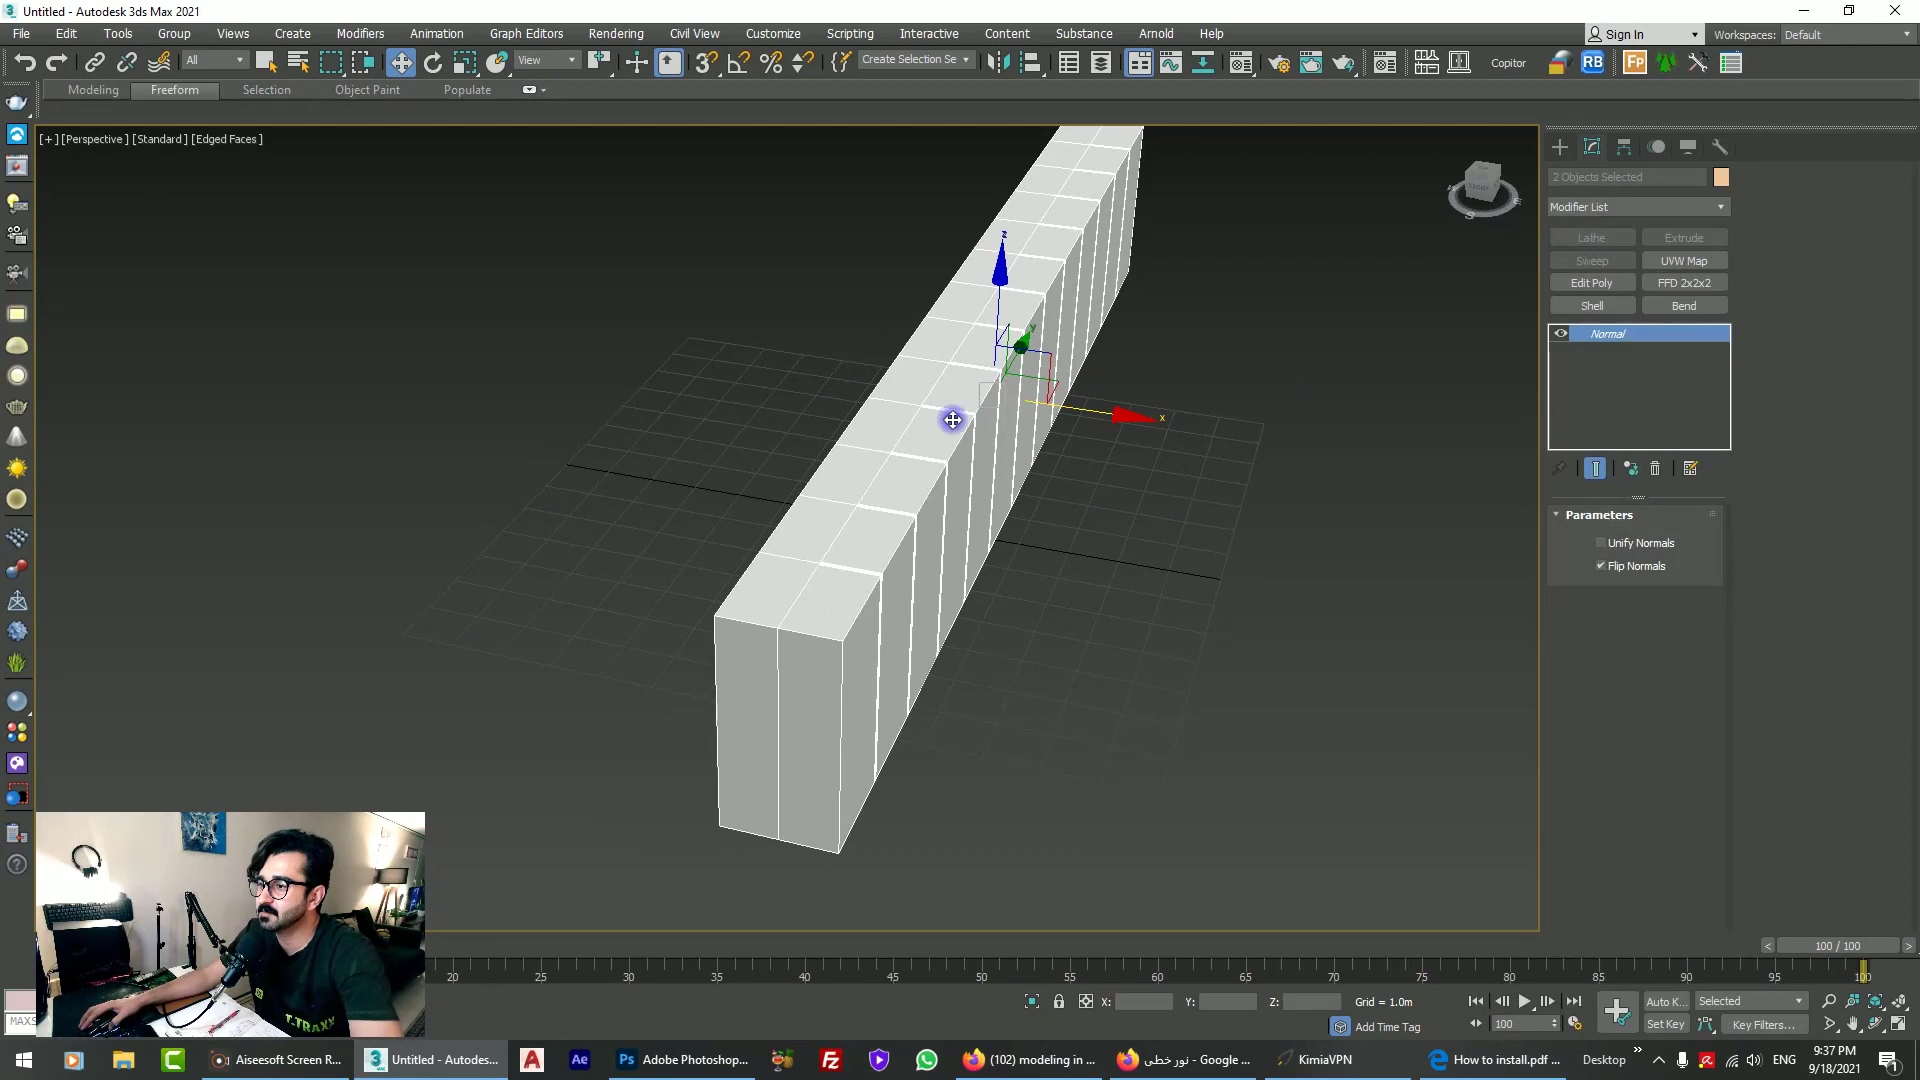 Untitled - Autodesk 3ds Max 2021
File Edit Tools Group Views Create Modifiers Animation Graph Editors Rendering Civil View Customize Scripting Interactive Content Substance Arnold Help
Sign In Workspaces: Default
All View Create Selection Se Copitor RB Fp
Modeling Freeform Selection Object Paint Populate
[+] [Perspective ] [Standard ] [Edged Faces ]
2 Objects Selected
Modifier List
Lathe Extrude
Sweep UVW Map
Edit Poly FFD 2x2x2
Shell Bend
Normal
Parameters
Unify Normals
Flip Normals
z
y
x
FRONT
S
T-TRAXX
< 100 / 100 >
20 25 30 35 40 45 50 55 60 65 70 75 80 85 90 95 100
X: Y: Z: Grid = 1.0m
Auto K... Selected
MAXS
100
Add Time Tag
Set Key Key Filters...
Aiseesoft Screen R... Untitled - Autodes... Adobe Photoshop... (102) modeling in ... نور خطی - Google ... KimiaVPN How to install.pdf ... Desktop ENG
9:37 PM
9/18/2021